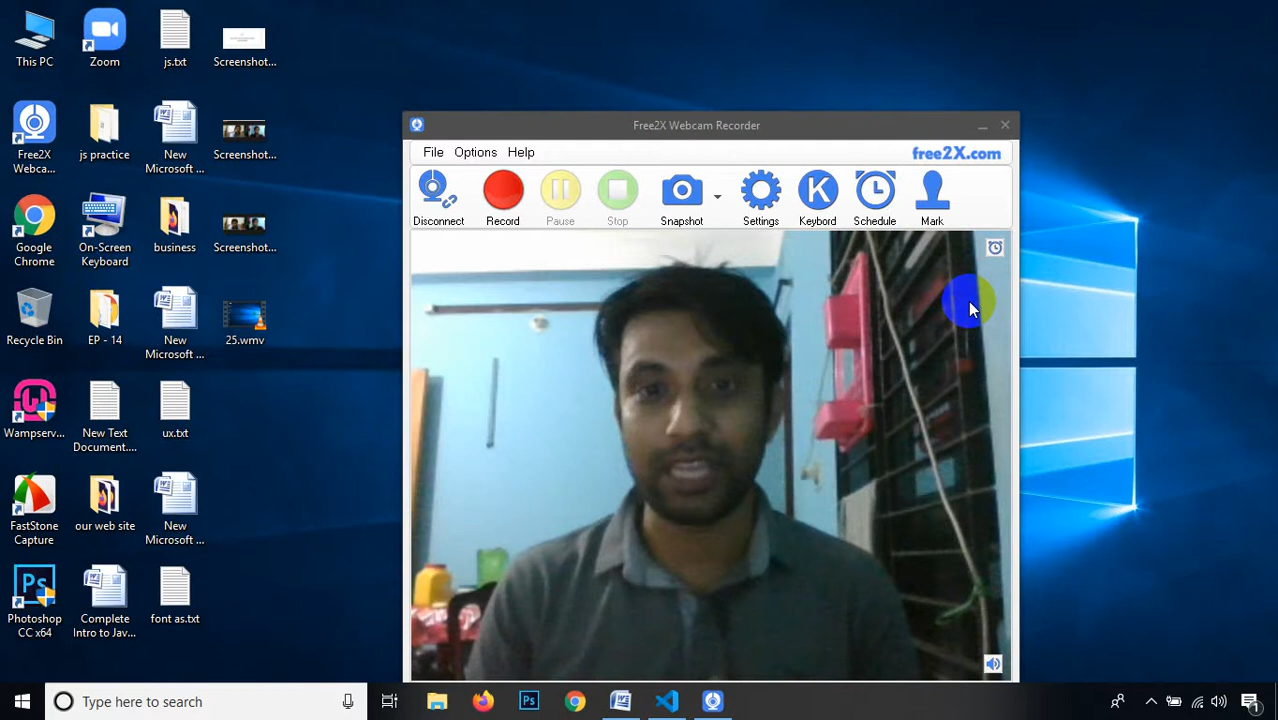 This PC
Zoom
js.txt
Screenshot...
Free2X
Webca...
js practice
New
Microsoft ...
Screenshot...
Google
Chrome
On-Screen
Keyboard
business
Screenshot...
Recycle Bin
EP - 14
New
Microsoft ...
25.wmv
Wampserv...
New Text
Document....
ux.txt
FastStone
Capture
our web site
New
Microsoft ...
Photoshop
CC x64
Complete
Intro to Jav...
font as.txt
Free2X Webcam Recorder
File Options Help
free2X.com
Disconnect Record Pause Stop Snapshot Settings Keybord Schedule Mark
Type here to search